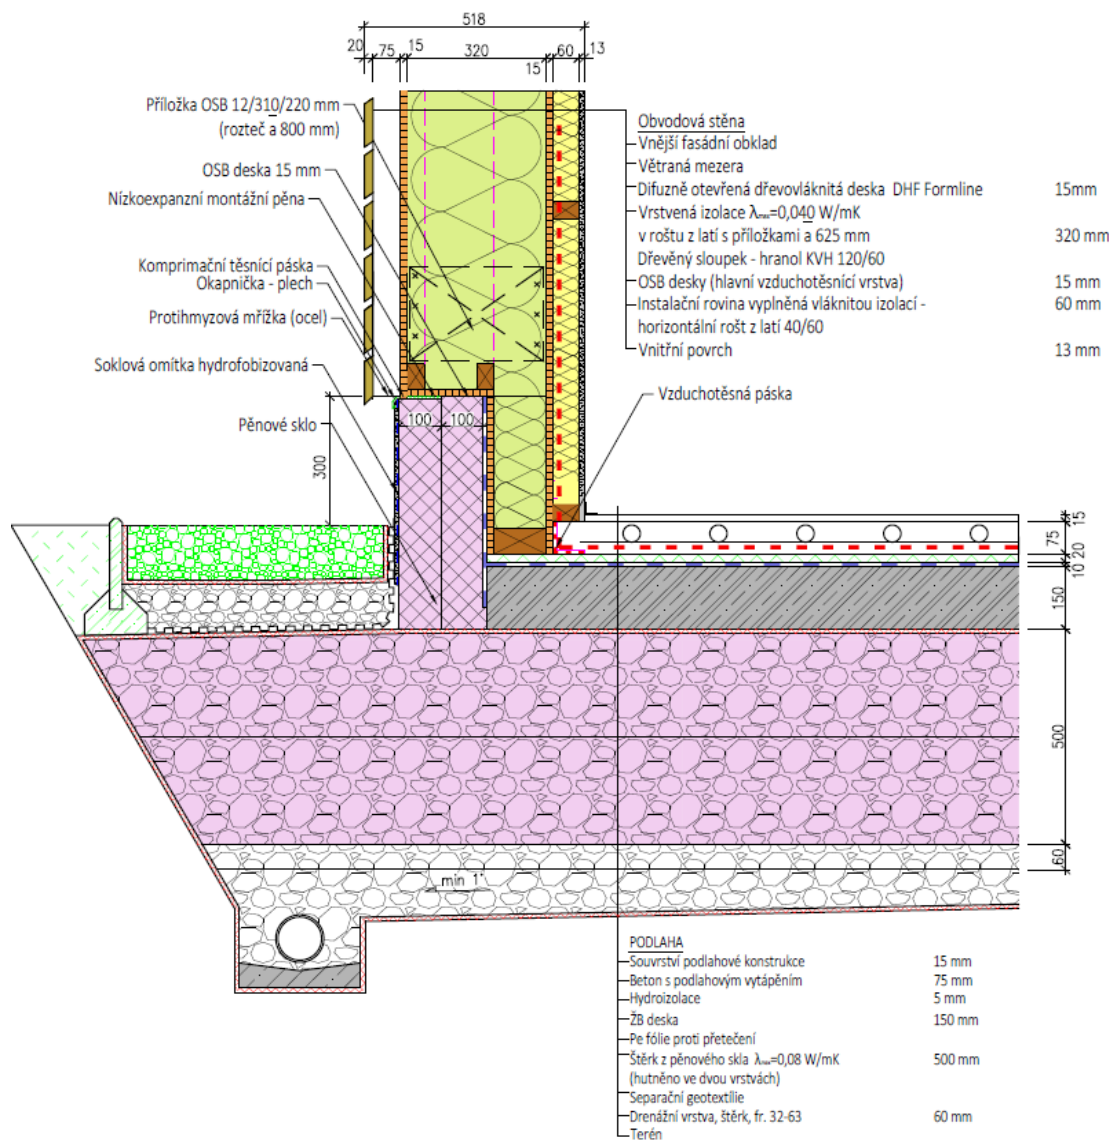 518
20 75 15 320 15 60 13
Příložka OSB 12/310/220 mm
(rozteč a 800 mm)
OSB deska 15 mm
Nízkoexpanzní montážní pěna
Komprimační těsnící páska
Okapnička - plech
Protihmyzová mřížka (ocel)
Soklová omítka hydrofobizovaná
Pěnové sklo
Obvodová stěna
Vnější fasádní obklad
Větraná mezera
Difuzně otevřená dřevovláknitá deska DHF Formline 15mm
Vrstvená izolace λmax=0,040 W/mK
v roštu z latí s příložkami a 625 mm 320 mm
Dřevěný sloupek - hranol KVH 120/60
OSB desky (hlavní vzduchotěsnící vrstva) 15 mm
Instalační rovina vyplněná vláknitou izolací - 60 mm
horizontální rošt z latí 40/60
Vnitřní povrch 13 mm
Vzduchotěsná páska
100 100
300
15
75
20
10
150
500
60
min 1°
PODLAHA
Souvrství podlahové konstrukce 15 mm
Beton s podlahovým vytápěním 75 mm
Hydroizolace 5 mm
ŽB deska 150 mm
Pe fólie proti přetečení
Štěrk z pěnového skla λmax=0,08 W/mK 500 mm
(hutněno ve dvou vrstvách)
Separační geotextílie
Drenážní vrstva, štěrk, fr. 32-63 60 mm
Terén